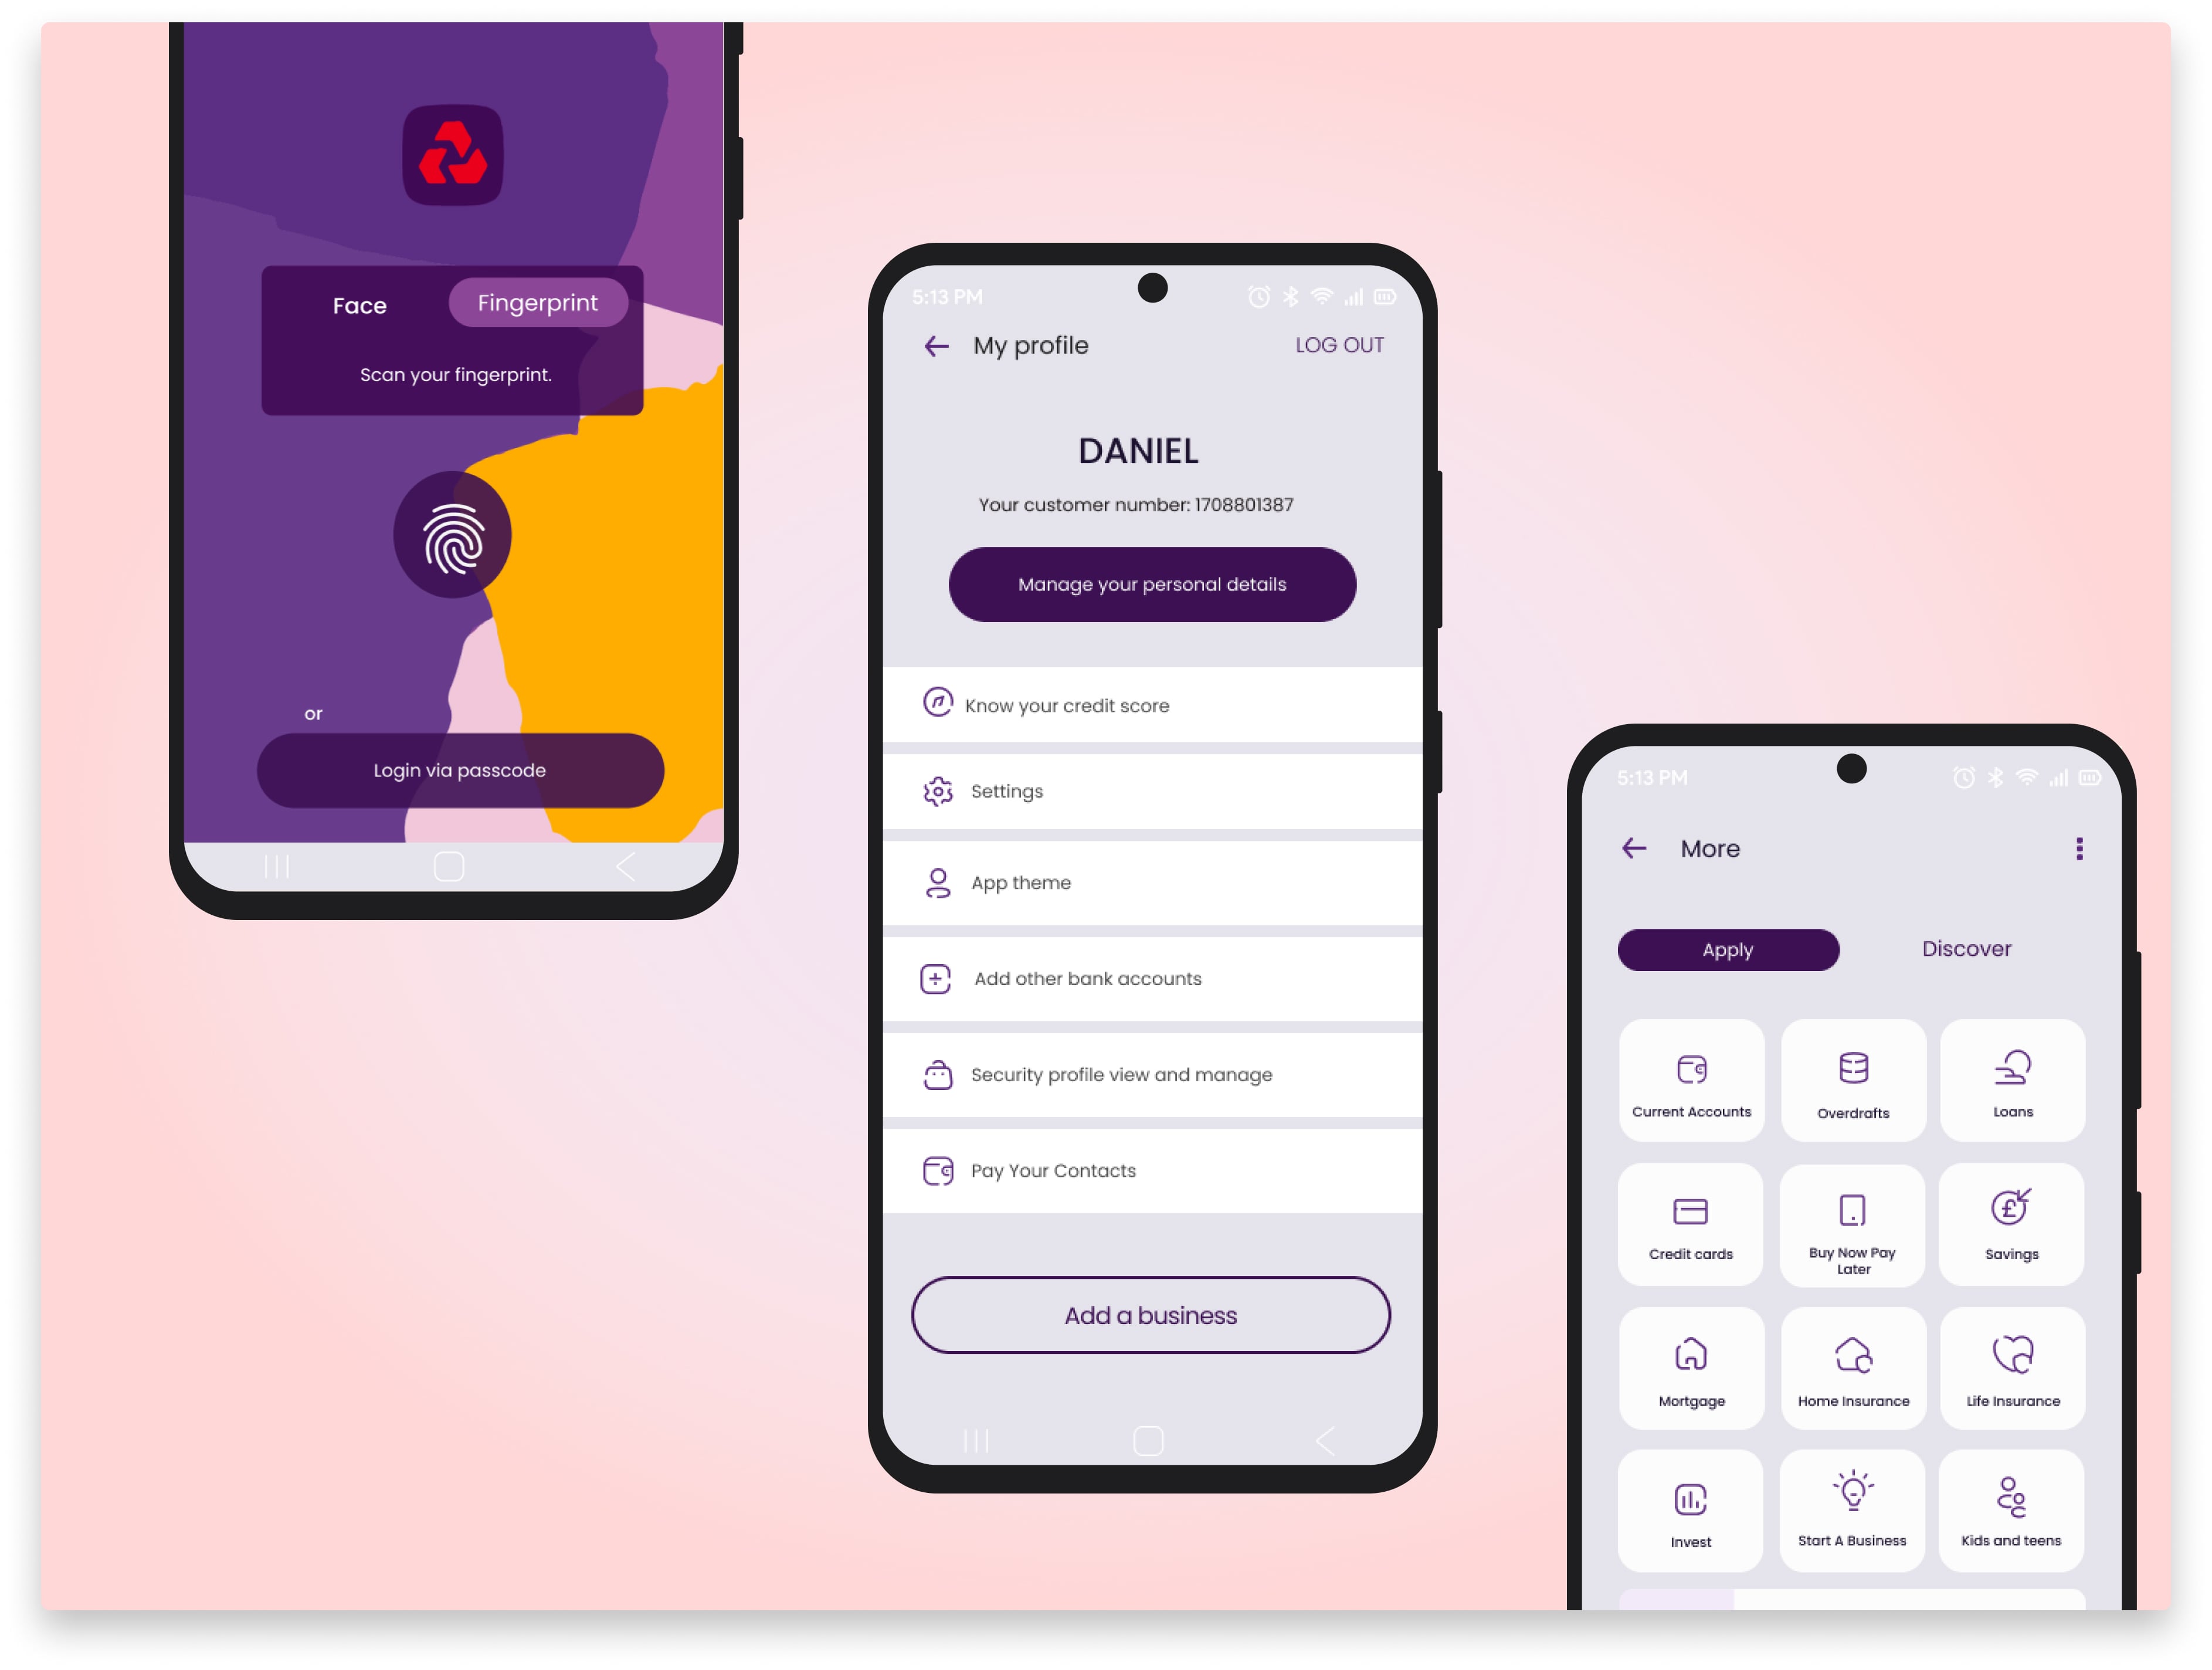 Face
Fingerprint
Scan your fingerprint.
or
Login via passcode
5:13 PM
My profile
LOG OUT
DANIEL
Your customer number: 1708801387
Manage your personal details
Know your credit score
Settings
App theme
Add other bank accounts
Security profile view and manage
Pay Your Contacts
Add a business
5:13 PM
More
Apply
Discover
Current Accounts
Overdrafts
Loans
Credit cards
Buy Now Pay
Later
Savings
Mortgage
Home Insurance
Life Insurance
Invest
Start A Business
Kids and teens